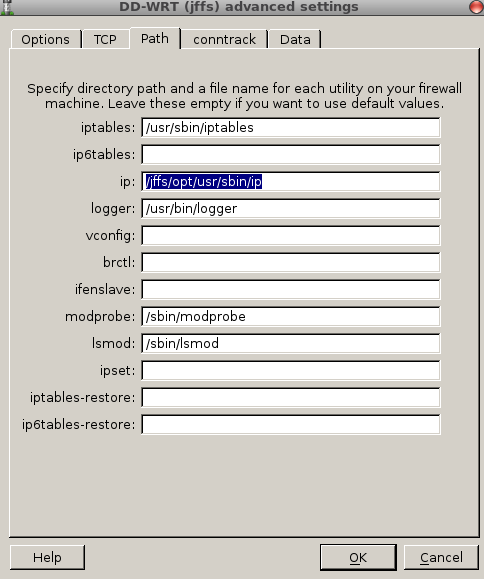 DD-WRT (jffs) advanced settings
Options TCP Path conntrack Data
Specify directory path and a file name for each utility on your firewall
machine. Leave these empty if you want to use default values.
iptables: /usr/sbin/iptables
ip6tables:
ip: /jffs/opt/usr/sbin/ip
logger: /usr/bin/logger
vconfig:
brctl:
ifenslave:
modprobe: /sbin/modprobe
lsmod: /sbin/lsmod
ipset:
iptables-restore:
ip6tables-restore:
Help OK Cancel